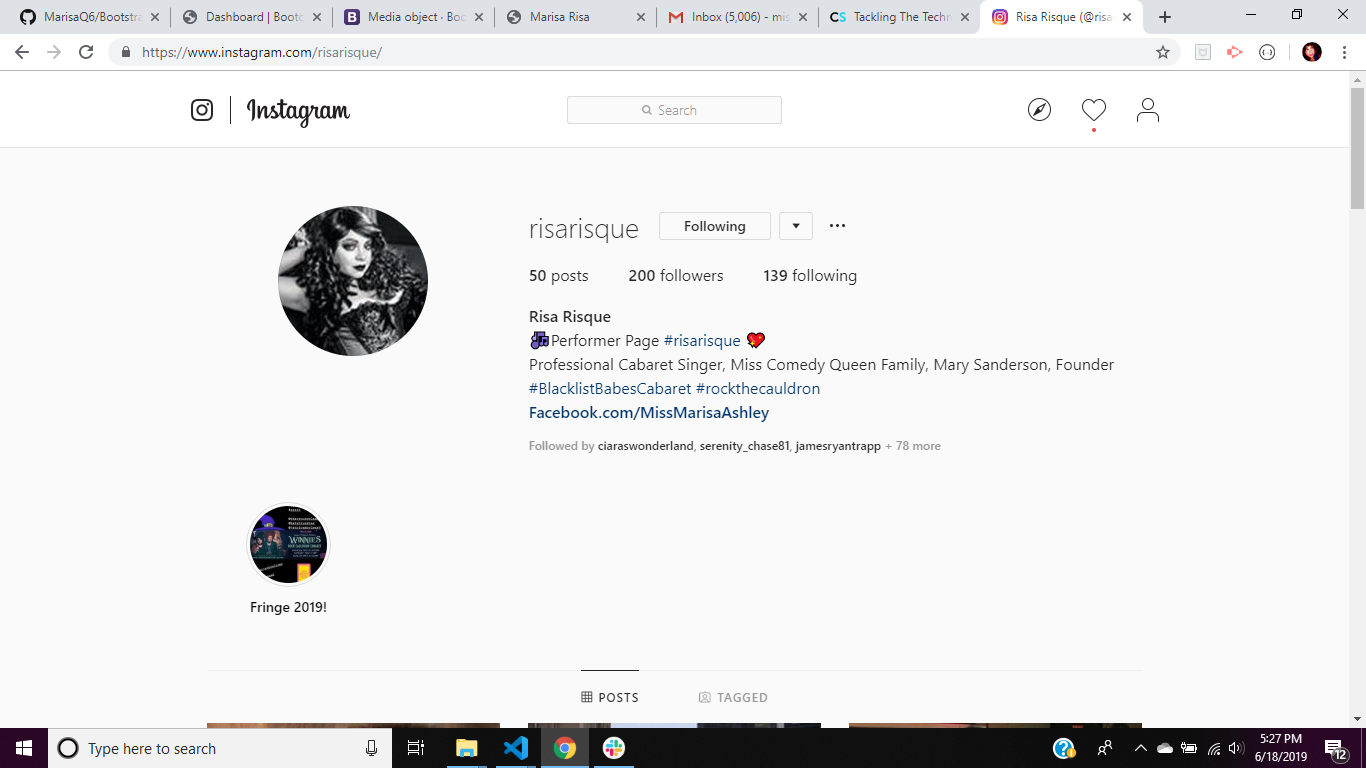 MarisaQ6/Bootstra
Dashboard | Bootc
Media object · Boo
Marisa Risa
Inbox (5,006) - mis
Tackling The Techn
Risa Risque (@risa
https://www.instagram.com/risarisque/
Instagram
Search
risarisque
Following
50 posts
200 followers
139 following
Risa Risque
Performer Page #risarisque
Professional Cabaret Singer, Miss Comedy Queen Family, Mary Sanderson, Founder
#BlacklistBabesCabaret #rockthecauldron
Facebook.com/MissMarisaAshley
Followed by ciaraswonderland, serenity_chase81, jamesryantrapp + 78 more
WINNIE'S
Fringe 2019!
POSTS
TAGGED
Type here to search
5:27 PM
6/18/2019
12